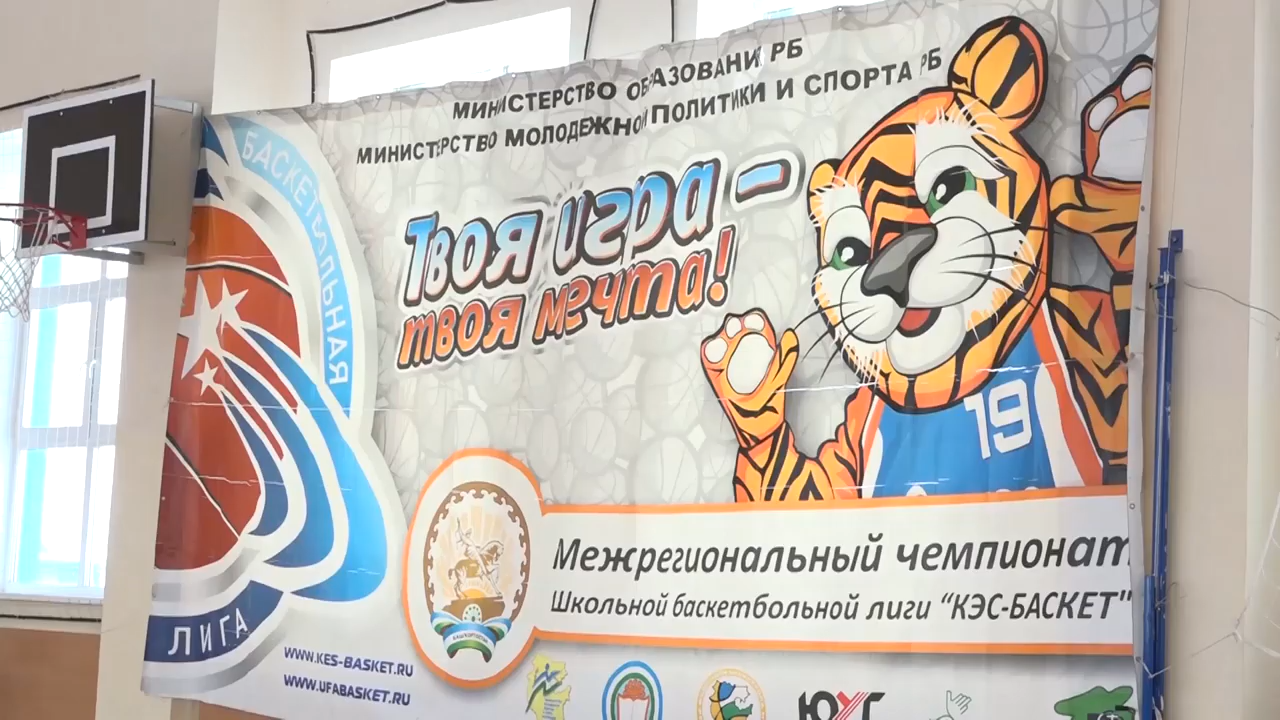 МИНИСТЕРСТВО ОБРАЗОВАНИ РБ
МИНИСТЕРСТВО МОЛОДЕЖНОЙ ПОЛИТИКИ И СПОРТА РБ
БАСКЕТБОЛЬНАЯ
ЛИГА
Твоя игра –
твоя мечта!
19
Межрегиональный чемпионат
Школьной баскетбольной лиги “КЭС-БАСКЕТ”
БАШКОРТОСТАН
WWW.KES-BASKET.RU
WWW.UFABASKET.RU